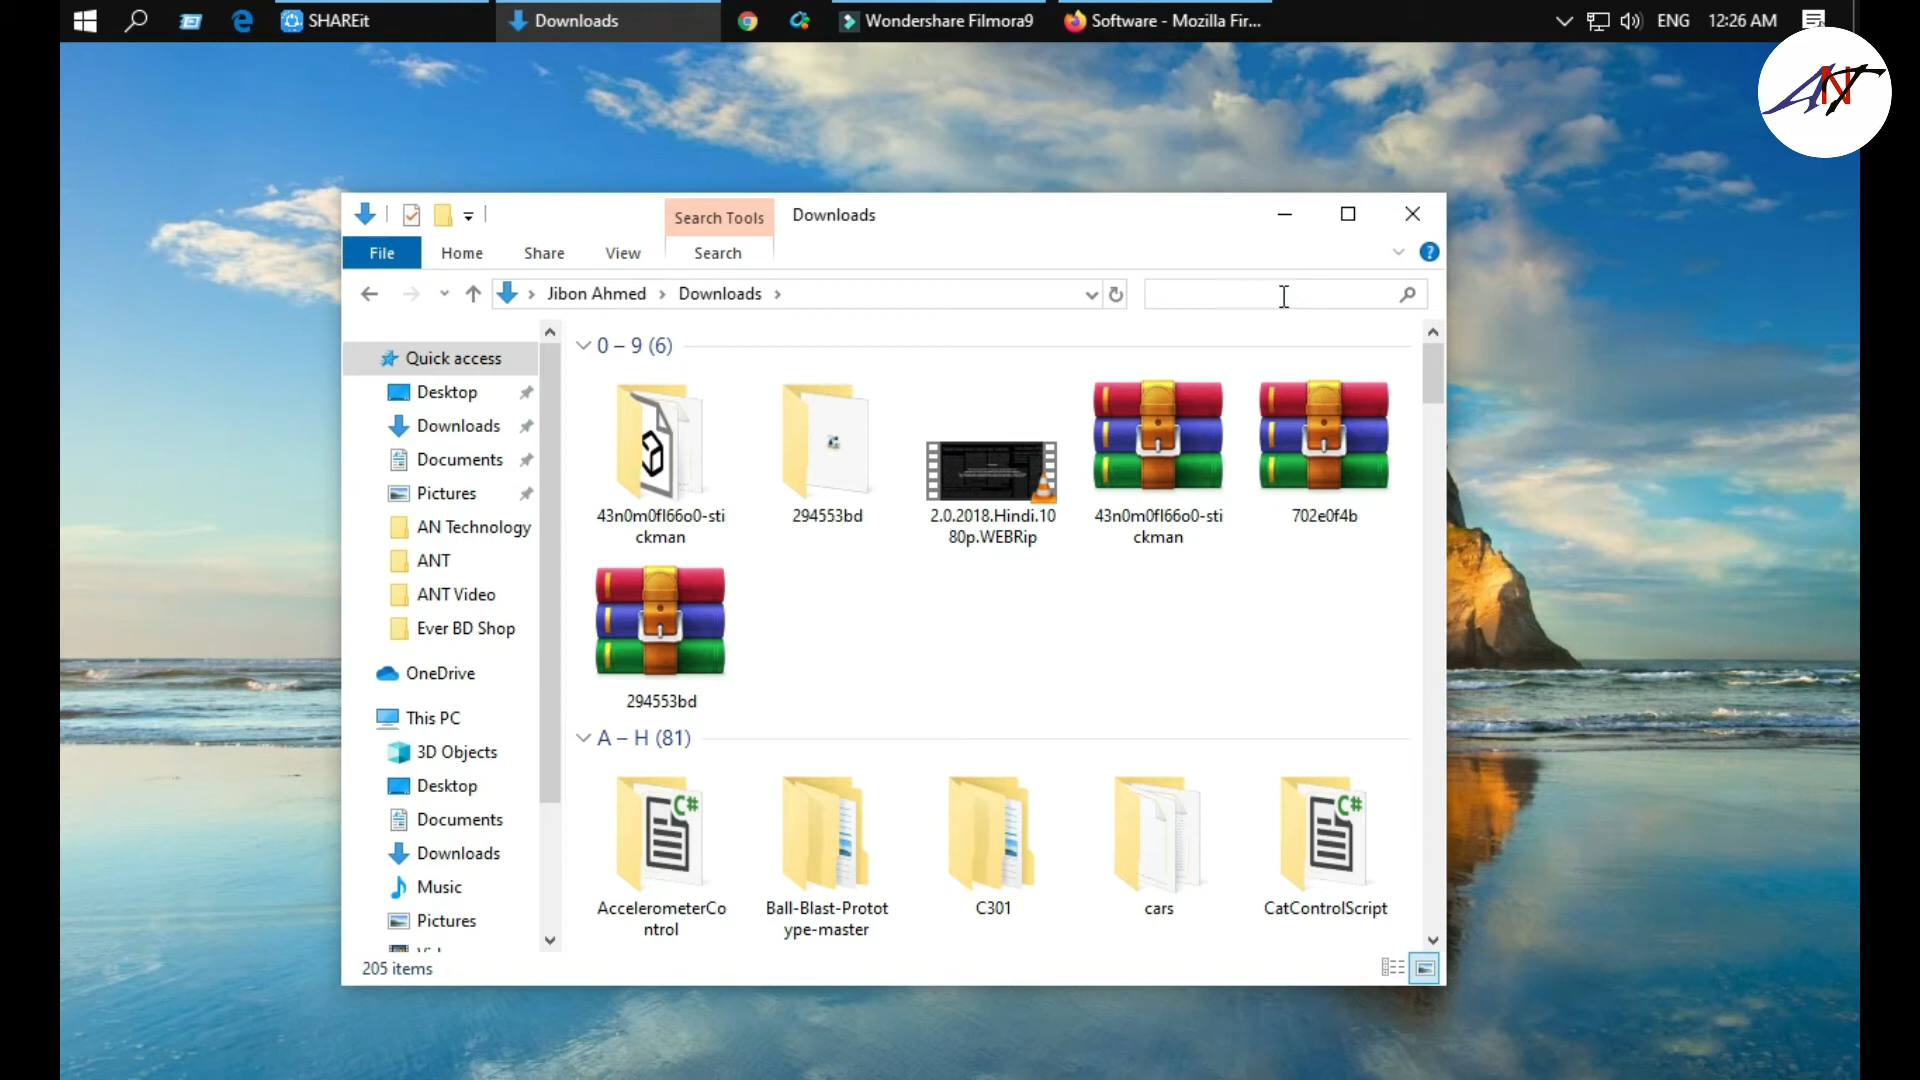 SHAREit
Downloads
Wondershare Filmora9
Software - Mozilla Fir...
ENG
12:26 AM
ANT
Search Tools
Downloads
File
Home
Share
View
Search
?
Jibon Ahmed
Downloads
Quick access
Desktop
Downloads
Documents
Pictures
AN Technology
ANT
ANT Video
Ever BD Shop
OneDrive
This PC
3D Objects
Desktop
Documents
Downloads
Music
Pictures
0 – 9 (6)
43n0m0fl66o0-sti
ckman
294553bd
2.0.2018.Hindi.10
80p.WEBRip
43n0m0fl66o0-sti
ckman
702e0f4b
294553bd
A – H (81)
C#
AccelerometerCo
ntrol
Ball-Blast-Protot
ype-master
C301
cars
C#
CatControlScript
205 items